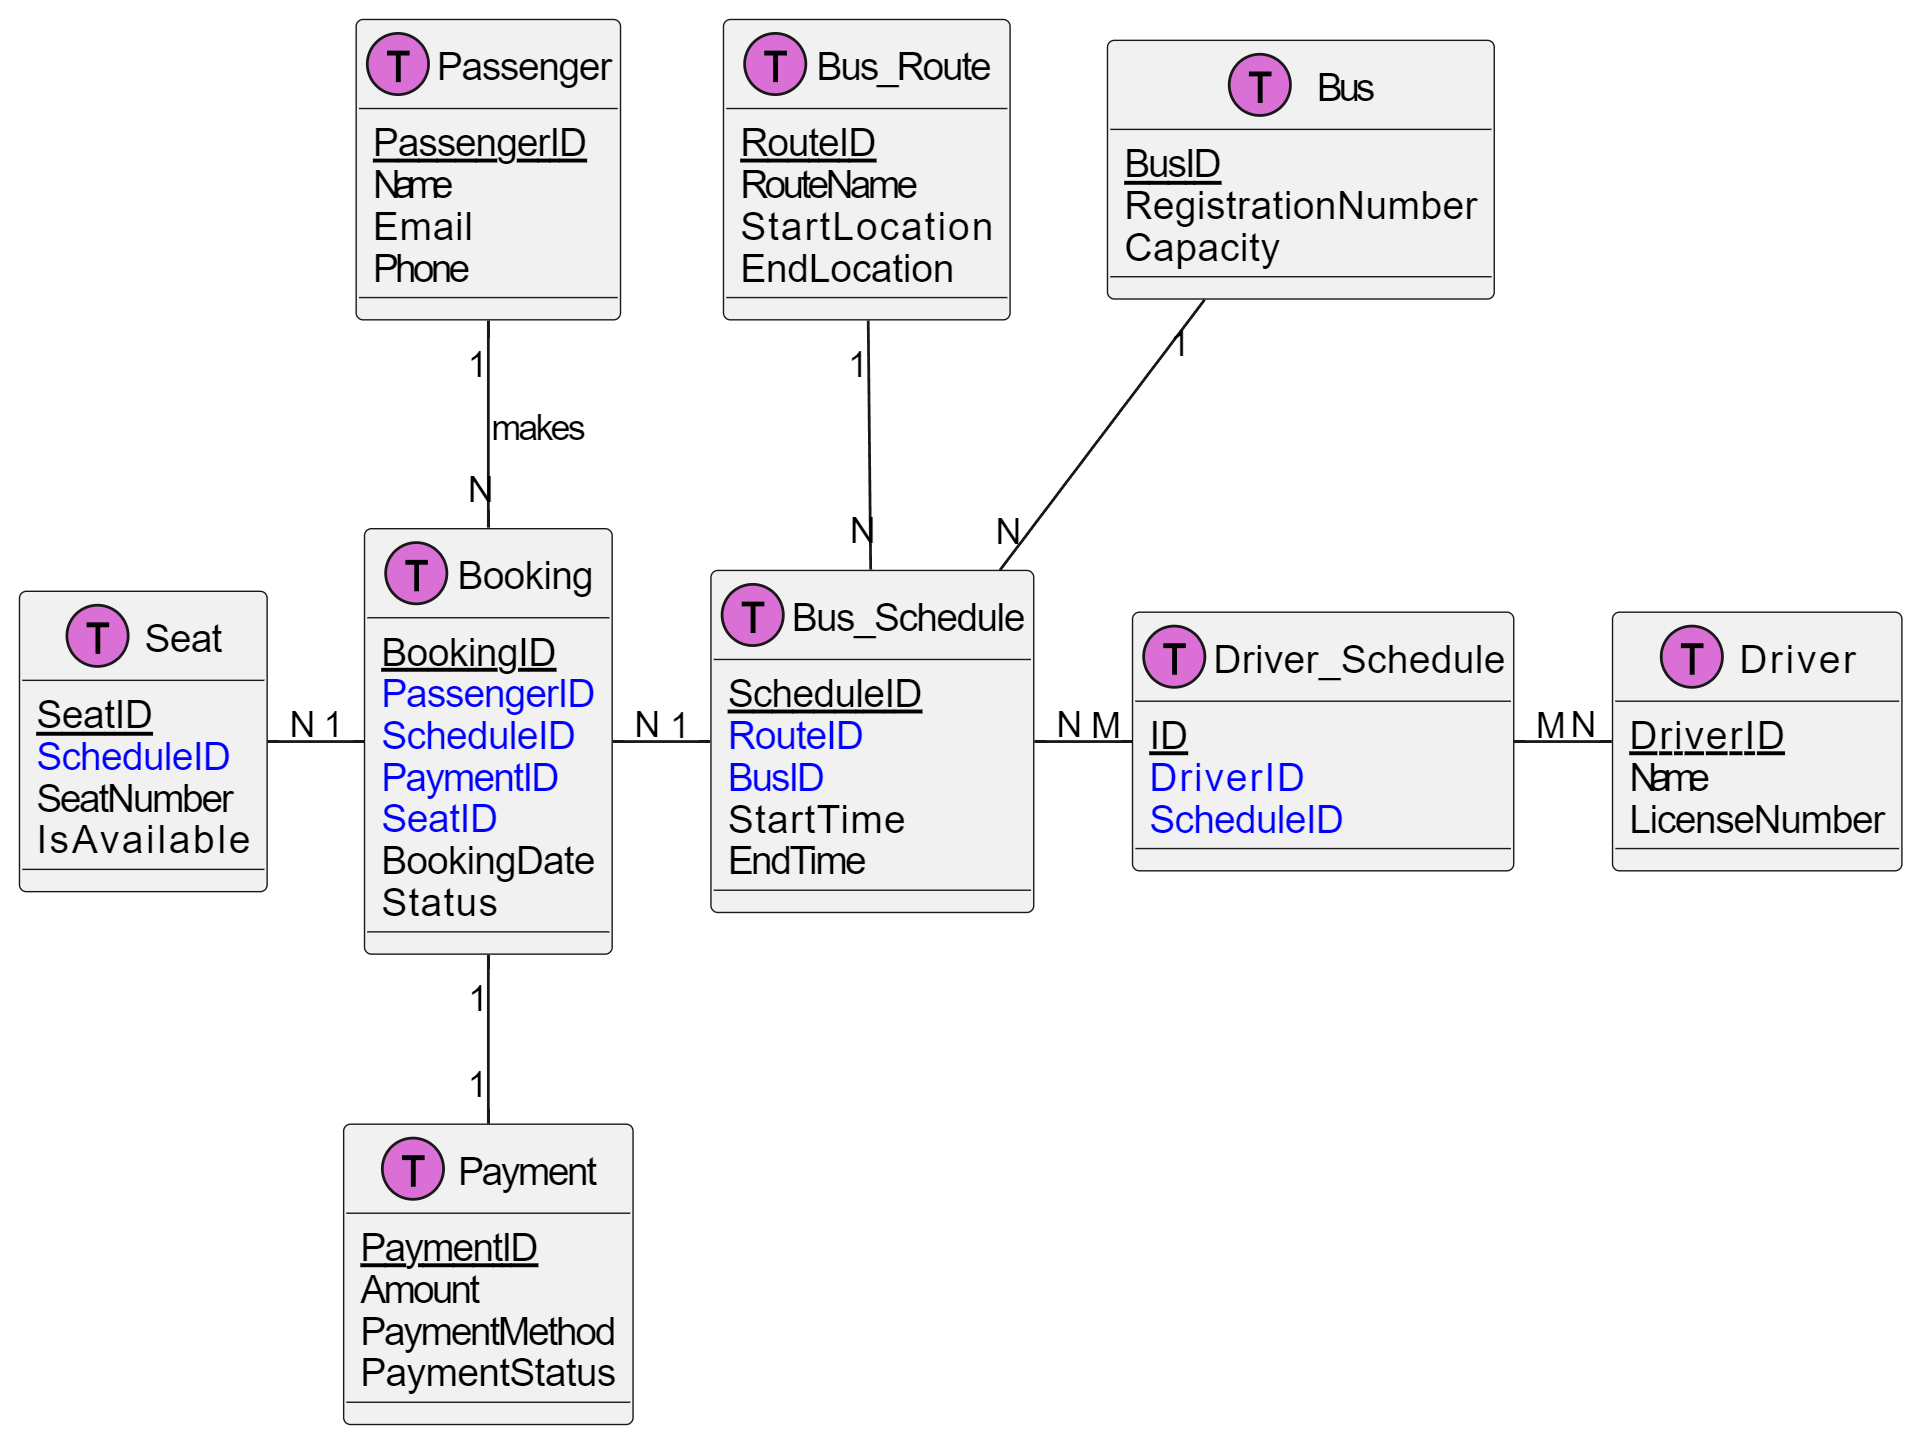 T Passenger
PassengerID
Name
Email
Phone
T Bus_Route
RouteID
RouteName
StartLocation
EndLocation
T Bus
BusID
RegistrationNumber
Capacity
1
makes
N
1
N
1
N
T Seat
SeatID
ScheduleID
SeatNumber
IsAvailable
N 1
T Booking
BookingID
PassengerID
ScheduleID
PaymentID
SeatID
BookingDate
Status
N 1
T Bus_Schedule
ScheduleID
RouteID
BusID
StartTime
EndTime
N M
T Driver_Schedule
ID
DriverID
ScheduleID
M N
T Driver
DriverID
Name
LicenseNumber
1
1
T Payment
PaymentID
Amount
PaymentMethod
PaymentStatus